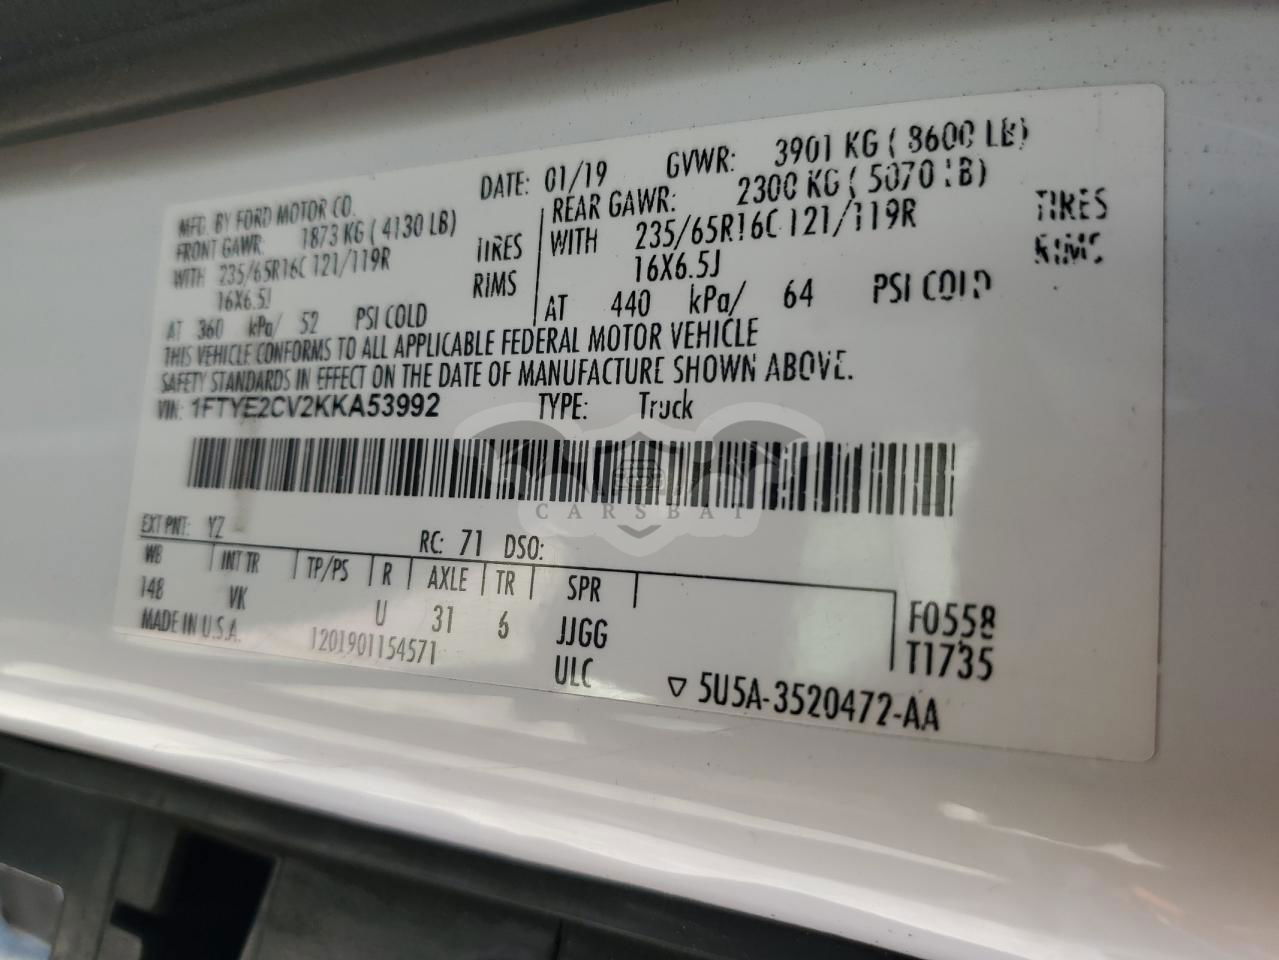 MFD. BY FORD MOTOR CO.
DATE: 01/19 GVWR: 3901 KG ( 8600 LB)
FRONT GAWR: 1873 KG ( 4130 LB)
REAR GAWR: 2300 KG ( 5070 LB)
WITH 235/65R16C 121/119R TIRES
WITH 235/65R16C 121/119R TIRES
16X6.5J RIMS
16X6.5J RIMS
AT 360 kPa/ 52 PSI COLD
AT 440 kPa/ 64 PSI COLD
THIS VEHICLE CONFORMS TO ALL APPLICABLE FEDERAL MOTOR VEHICLE
SAFETY STANDARDS IN EFFECT ON THE DATE OF MANUFACTURE SHOWN ABOVE.
VIN: 1FTYE2CV2KKA53992 TYPE: Truck
CARSBAT
EXT PNT: YZ RC: 71 DSO:
WB INT TR TP/PS R AXLE TR SPR
148 VK U 31 6 JJGG F0558
MADE IN U.S.A. 1201901154571 ULC T1735
▽ 5U5A-3520472-AA